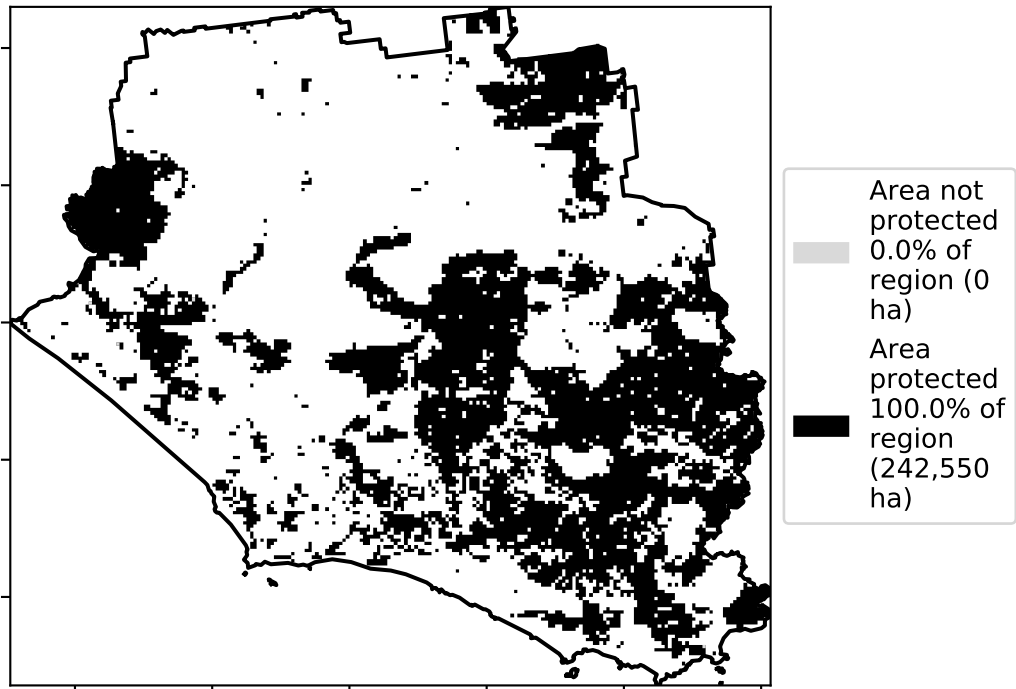 Area not
protected
0.0% of
region (0
ha)
Area
protected
100.0% of
region
(242,550
ha)